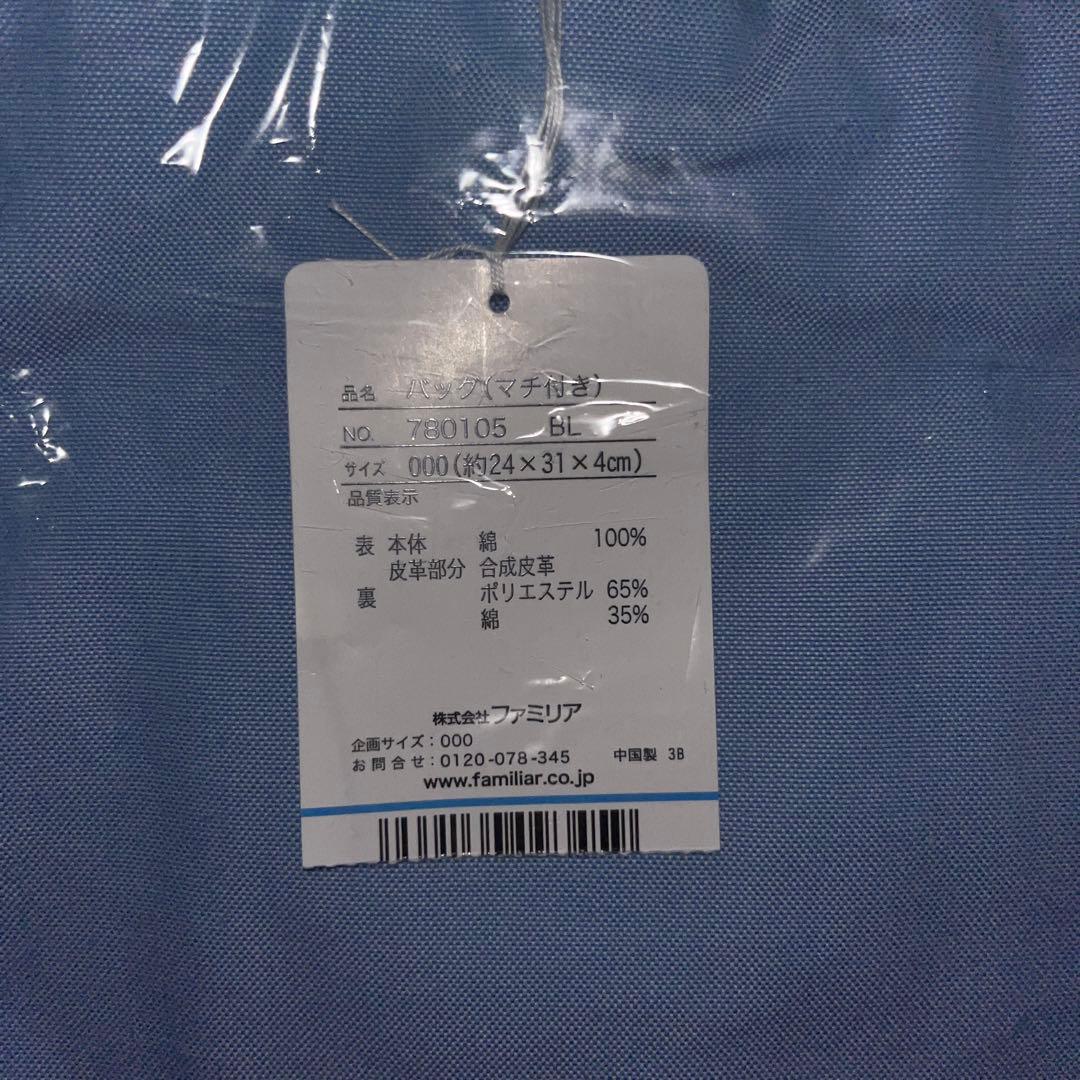 品名 バッグ(マチ付き)
NO. 780105 BL
サイズ 000(約24×31×4cm)
品質表示
表 本体 綿 100%
皮革部分 合成皮革
裏 ポリエステル 65%
綿 35%
株式会社ファミリア
企画サイズ:000
お問合せ:0120-078-345 中国製 3B
www.familiar.co.jp